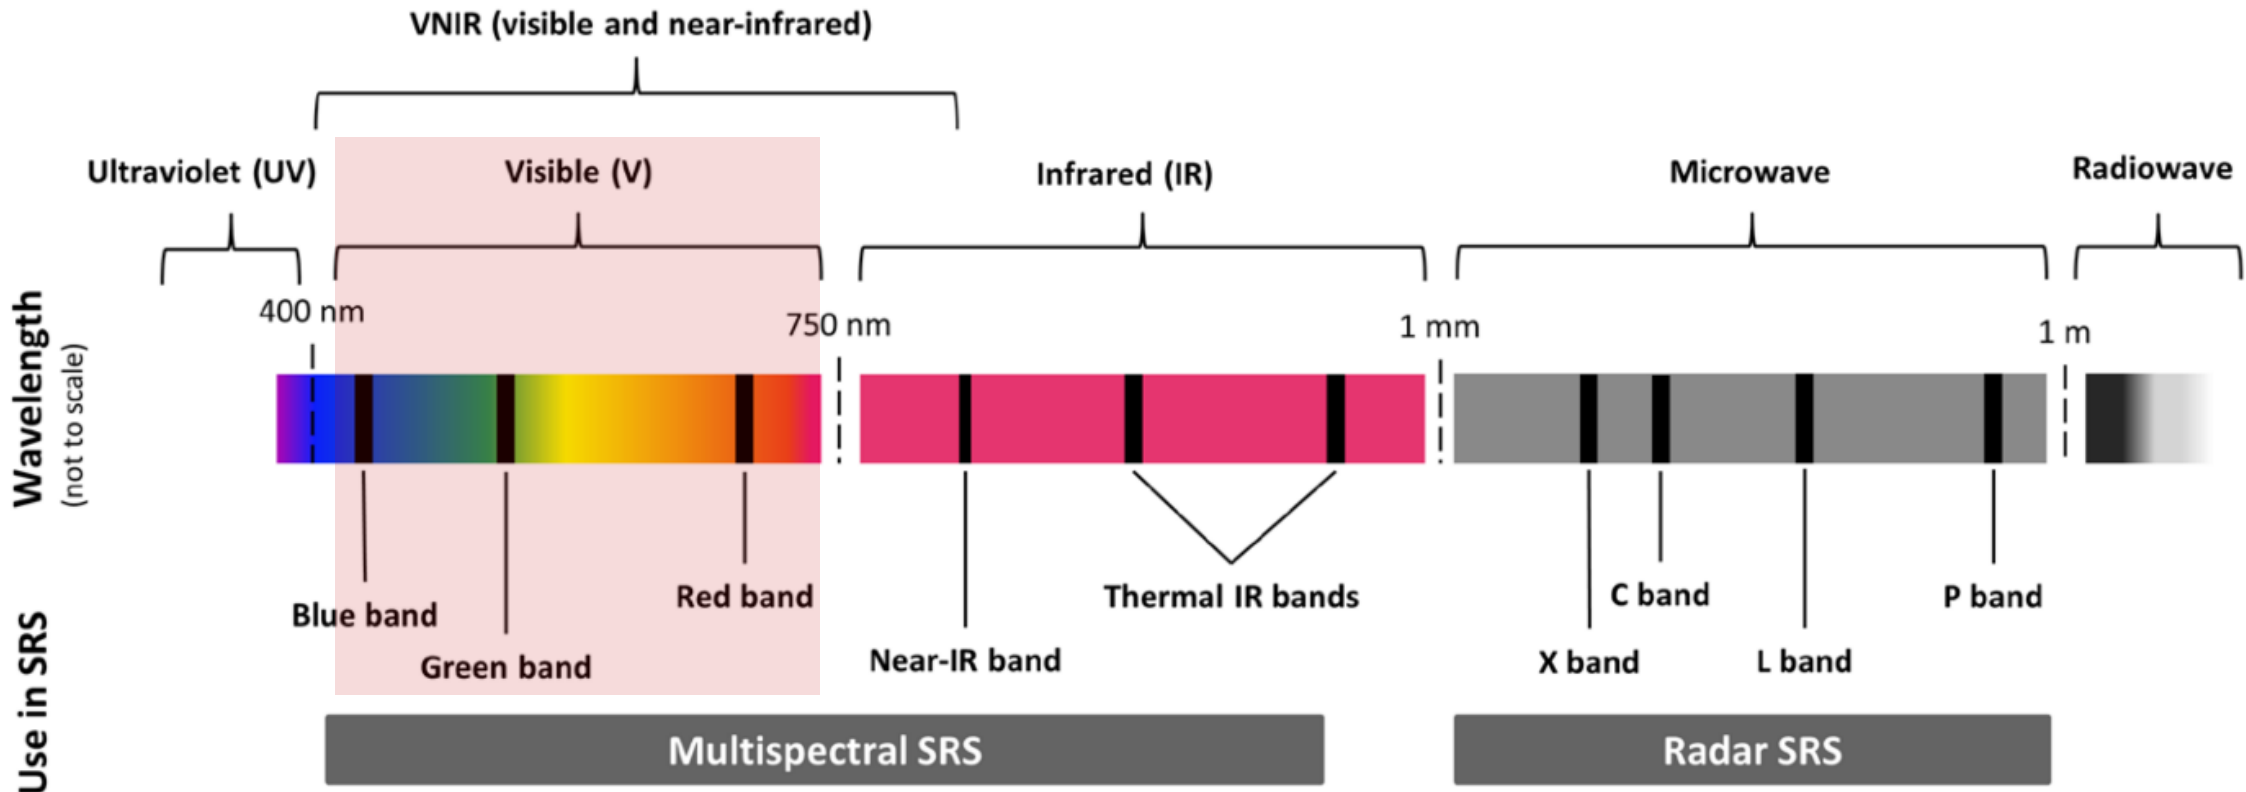 VNIR (visible and near-infrared)
Ultraviolet (UV)
Visible (V)
Infrared (IR)
Microwave
Radiowave
400 nm
750 nm
1 mm
1 m
Wavelength
(not to scale)
Blue band
Green band
Red band
Near-IR band
Thermal IR bands
X band
C band
L band
P band
Use in SRS
Multispectral SRS
Radar SRS